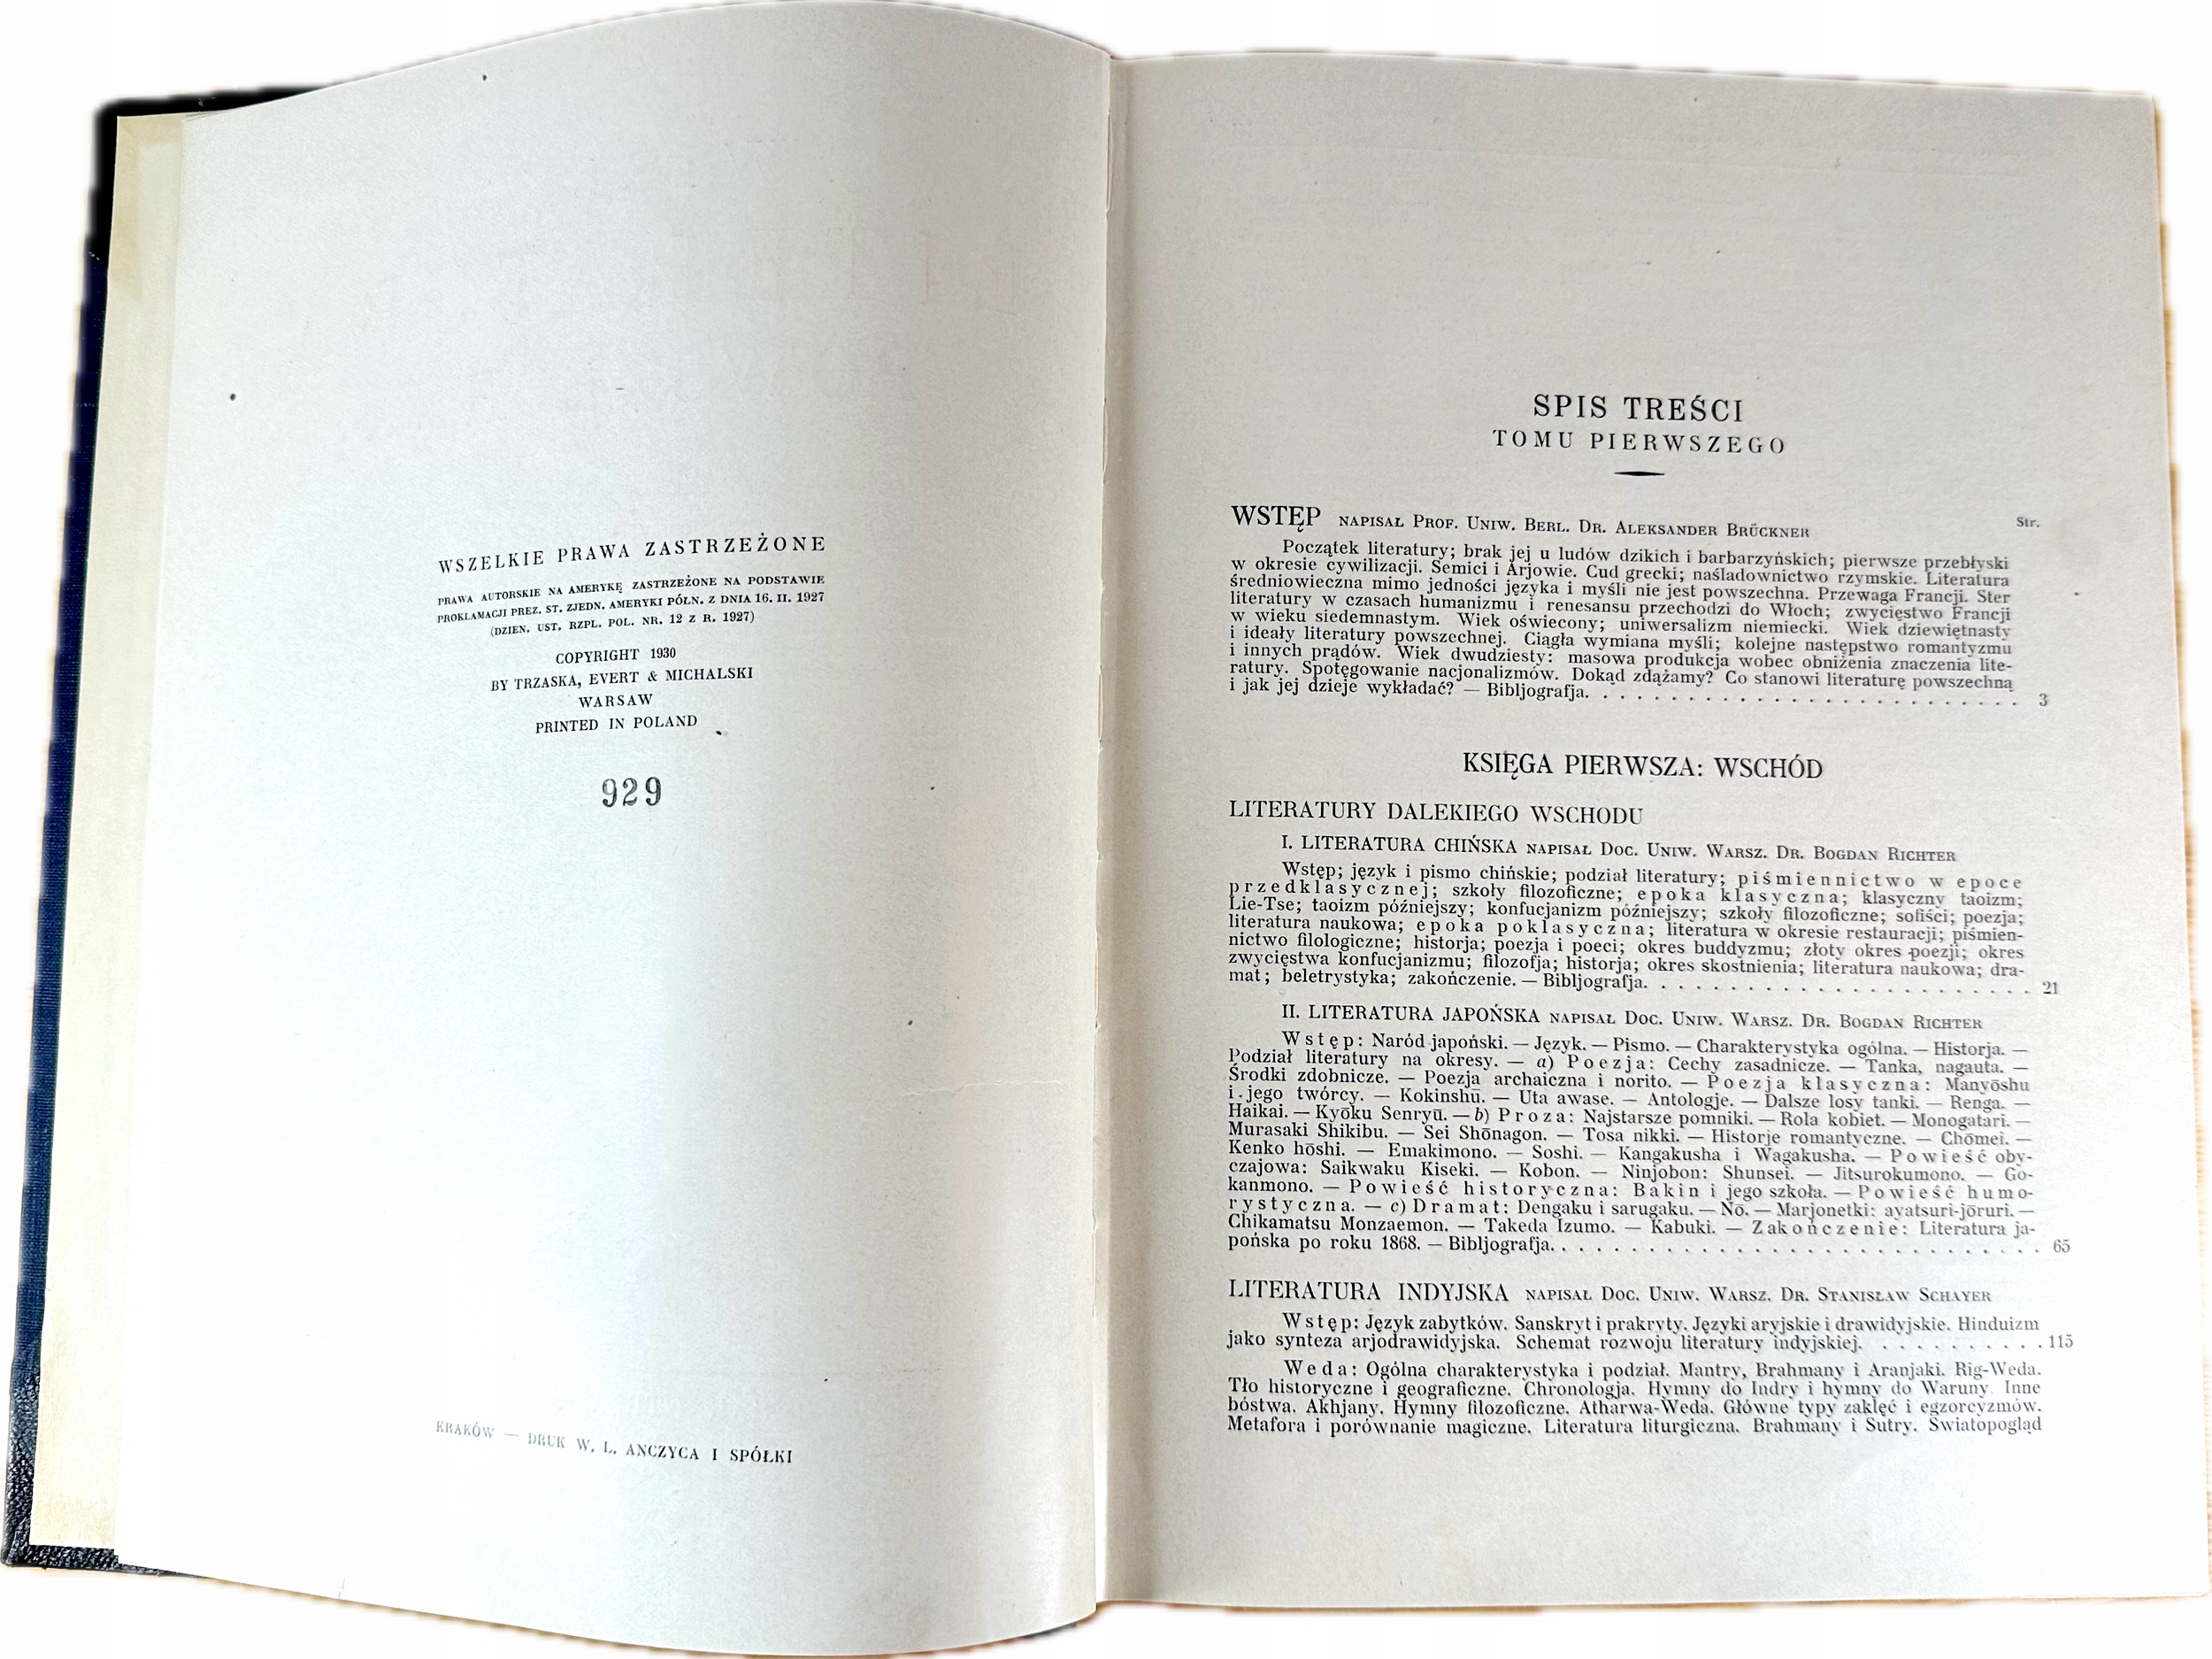 WSZELKIE PRAWA ZASTRZEŻONE
PRAWA AUTORSKIE NA AMERYKĘ ZASTRZEŻONE NA PODSTAWIE
PROKLAMACJI PREZ. ST. ZJEDN. AMERYKI PÓŁN. Z DNIA 16. II. 1927
(DZIEN. UST. RZPL. POL. NR. 12 Z R. 1927)
COPYRIGHT 1930
BY TRZASKA, EVERT & MICHALSKI
WARSAW
PRINTED IN POLAND
929
KRAKÓW — DRUK W. L. ANCZYCA I SPÓŁKI
SPIS TREŚCI
TOMU PIERWSZEGO
WSTĘP NAPISAŁ PROF. UNIW. BERL. DR. ALEKSANDER BRÜCKNER Str.
Początek literatury; brak jej u ludów dzikich i barbarzyńskich; pierwsze przebłyski
w okresie cywilizacji. Semici i Arjowie. Cud grecki; naśladownictwo rzymskie. Literatura
średniowieczna mimo jedności języka i myśli nie jest powszechna. Przewaga Francji. Ster
literatury w czasach humanizmu i renesansu przechodzi do Włoch; zwycięstwo Francji
w wieku siedemnastym. Wiek oświecony; uniwersalizm niemiecki. Wiek dziewiętnasty
i ideały literatury powszechnej. Ciągła wymiana myśli; kolejne następstwo romantyzmu
i innych prądów. Wiek dwudziesty: masowa produkcja wobec obniżenia znaczenia lite-
ratury. Spotęgowanie nacjonalizmów. Dokąd zdążamy? Co stanowi literaturę powszechną
i jak jej dzieje wykładać? — Bibljografja. . . . . . . . . . . . . . . . . . . . . . . . . 3
KSIĘGA PIERWSZA: WSCHÓD
LITERATURY DALEKIEGO WSCHODU
I. LITERATURA CHIŃSKA NAPISAŁ DOC. UNIW. WARSZ. DR. BOGDAN RICHTER
Wstęp; język i pismo chińskie; podział literatury; piśmiennictwo w epoce
przedklasycznej; szkoły filozoficzne; epoka klasyczna; klasyczny taoizm;
Lie-Tse; taoizm późniejszy; konfucjanizm późniejszy; szkoły filozoficzne; sofiści; poezja;
literatura naukowa; epoka poklasyczna; literatura w okresie restauracji; piśmien-
nictwo filologiczne; historja; poezja i poeci; okres buddyzmu; złoty okres poezji; okres
zwycięstwa konfucjanizmu; filozofja; historja; okres skostnienia; literatura naukowa; dra-
mat; beletrystyka; zakończenie. — Bibljografja. . . . . . . . . . . . . . . . . . . . . . 21
II. LITERATURA JAPOŃSKA NAPISAŁ DOC. UNIW. WARSZ. DR. BOGDAN RICHTER
Wstęp: Naród japoński. — Język. — Pismo. — Charakterystyka ogólna. — Historja. —
Podział literatury na okresy. — a) Poezja: Cechy zasadnicze. — Tanka, nagauta. —
Środki zdobnicze. — Poezja archaiczna i norito. — Poezja klasyczna: Manyōshu
i jego twórcy. — Kokinshū. — Uta awase. — Antologje. — Dalsze losy tanki. — Renga. —
Haikai. — Kyōku Senryū. — b) Proza: Najstarsze pomniki. — Rola kobiet. — Monogatari. —
Murasaki Shikibu. — Sei Shōnagon. — Tosa nikki. — Historje romantyczne. — Chōmei. —
Kenko hōshi. — Emakimono. — Soshi. — Kangakusha i Wagakusha. — Powieść oby-
czajowa: Saikwaku Kiseki. — Kobon. — Ninjobon: Shunsei. — Jitsurokumono. — Go-
kanmono. — Powieść historyczna: Bakin i jego szkoła. — Powieść humo-
rystyczna. — c) Dramat: Dengaku i sarugaku. — Nō. — Marjonetki: ayatsuri-jōruri. —
Chikamatsu Monzaemon. — Takeda Izumo. — Kabuki. — Zakończenie: Literatura ja-
pońska po roku 1868. — Bibljografja. . . . . . . . . . . . . . . . . . . . . . . . . . . 65
LITERATURA INDYJSKA NAPISAŁ DOC. UNIW. WARSZ. DR. STANISŁAW SCHAYER
Wstęp: Język zabytków. Sanskryt i prakryty. Języki aryjskie i drawidyjskie. Hinduizm
jako synteza arjodrawidyjska. Schemat rozwoju literatury indyjskiej. . . . . . . . . . . 115
Weda: Ogólna charakterystyka i podział. Mantry, Brahmany i Aranjaki. Rig-Weda.
Tło historyczne i geograficzne. Chronologja. Hymny do Indry i hymny do Waruny. Inne
bóstwa. Akhjany. Hymny filozoficzne. Atharwa-Weda. Główne typy zaklęć i egzorcyzmów.
Metafora i porównanie magiczne. Literatura liturgiczna. Brahmany i Sutry. Światopogląd